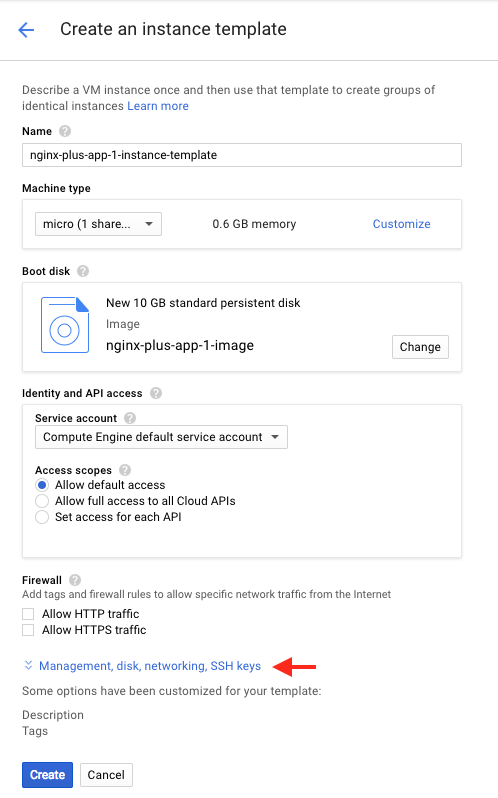 Create an instance template
Describe a VM instance once and then use that template to create groups of
identical instances Learn more
Name ?
nginx-plus-app-1-instance-template
Machine type
micro (1 share... 0.6 GB memory Customize
Boot disk ?
New 10 GB standard persistent disk
Image
nginx-plus-app-1-image
Change
Identity and API access ?
Service account ?
Compute Engine default service account
Access scopes ?
Allow default access
Allow full access to all Cloud APIs
Set access for each API
Firewall ?
Add tags and firewall rules to allow specific network traffic from the Internet
Allow HTTP traffic
Allow HTTPS traffic
Management, disk, networking, SSH keys
Some options have been customized for your template:
Description
Tags
Create Cancel